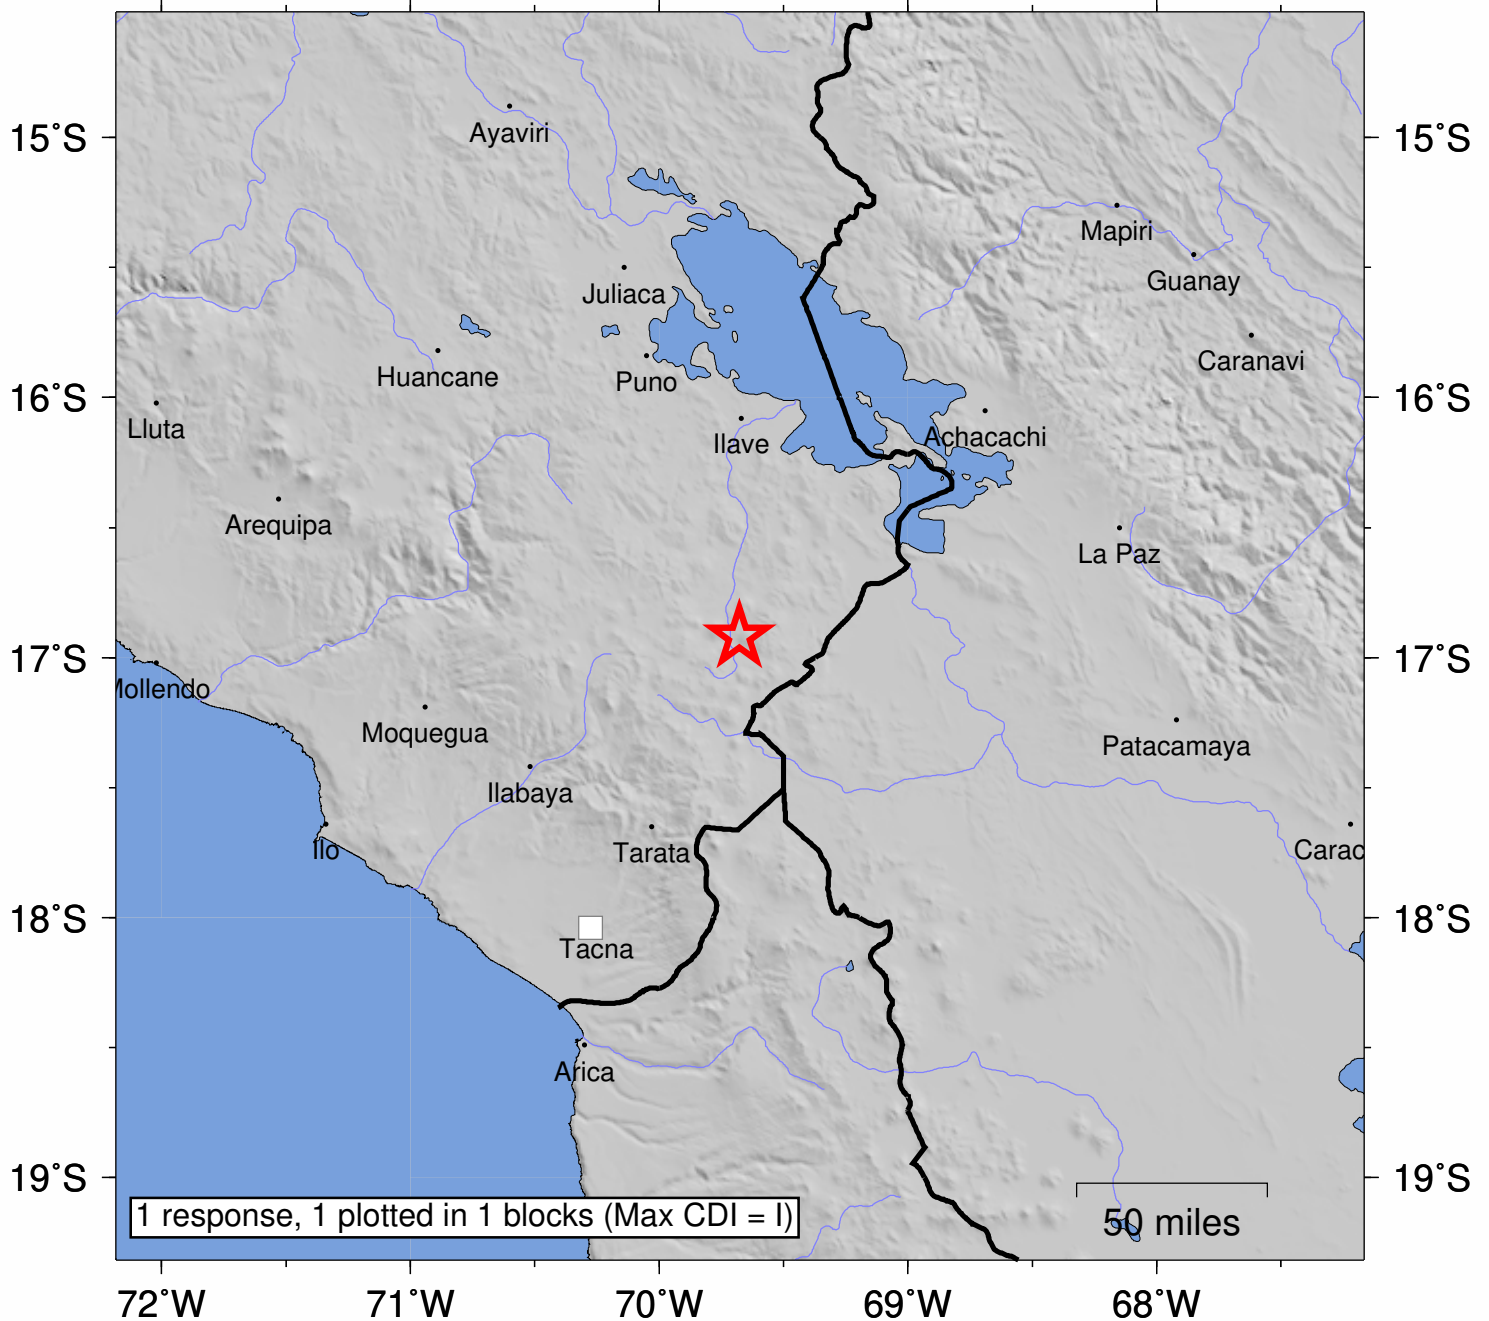 Ayaviri
15°S
15°S
Mapiri
Guanay
Juliaca
Caranavi
Huancane
Puno
16°S
16°S
Lluta
Ilave
Achacachi
Arequipa
La Paz
17°S
17°S
Mollendo
Moquegua
Patacamaya
Ilabaya
Ilo
Tarata
Carac
18°S
18°S
Tacna
Arica
19°S
19°S
1 response, 1 plotted in 1 blocks (Max CDI = I)
50 miles
72°W
71°W
70°W
69°W
68°W